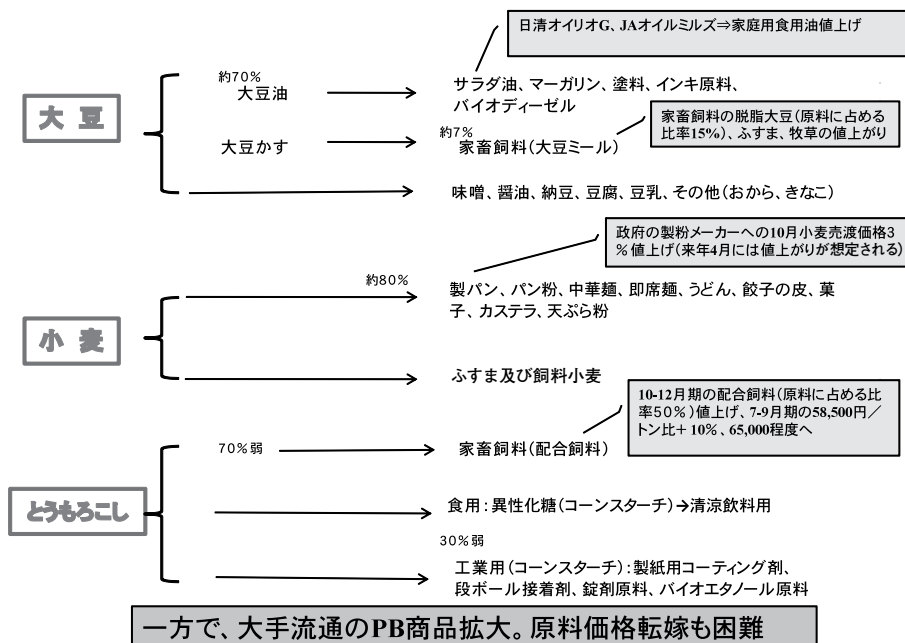 日清オイリオG、JAオイルミルズ⇒家庭用食用油値上げ
大 豆
約70%
大豆油
サラダ油、マーガリン、塗料、インキ原料、
バイオディーゼル
大豆かす
約7%
家畜飼料(大豆ミール)
家畜飼料の脱脂大豆(原料に占める
比率15%)、ふすま、牧草の値上がり
味噌、醤油、納豆、豆腐、豆乳、その他(おから、きなこ)
政府の製粉メーカーへの10月小麦売渡価格3
%値上げ(来年4月には値上がりが想定される)
小 麦
約80%
製パン、パン粉、中華麺、即席麺、うどん、餃子の皮、菓
子、カステラ、天ぷら粉
ふすま及び飼料小麦
10-12月期の配合飼料(原料に占める比
率50%)値上げ、7-9月期の58,500円/
トン比+10%、65,000程度へ
とうもろこし
70%弱
家畜飼料(配合飼料)
食用:異性化糖(コーンスターチ)→清涼飲料用
30%弱
工業用(コーンスターチ):製紙用コーティング剤、
段ボール接着剤、錠剤原料、バイオエタノール原料
一方で、大手流通のPB商品拡大。原料価格転嫁も困難